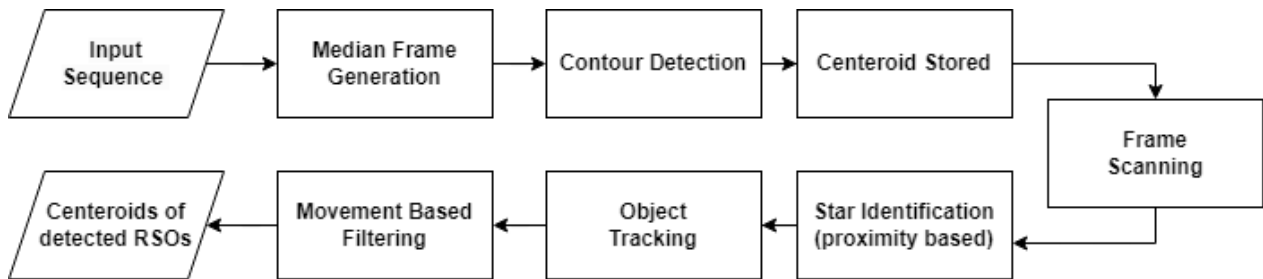 Input
Sequence
Median Frame
Generation
Contour Detection
Centeroid Stored
Frame
Scanning
Star Identification
(proximity based)
Object
Tracking
Movement Based
Filtering
Centeroids of
detected RSOs